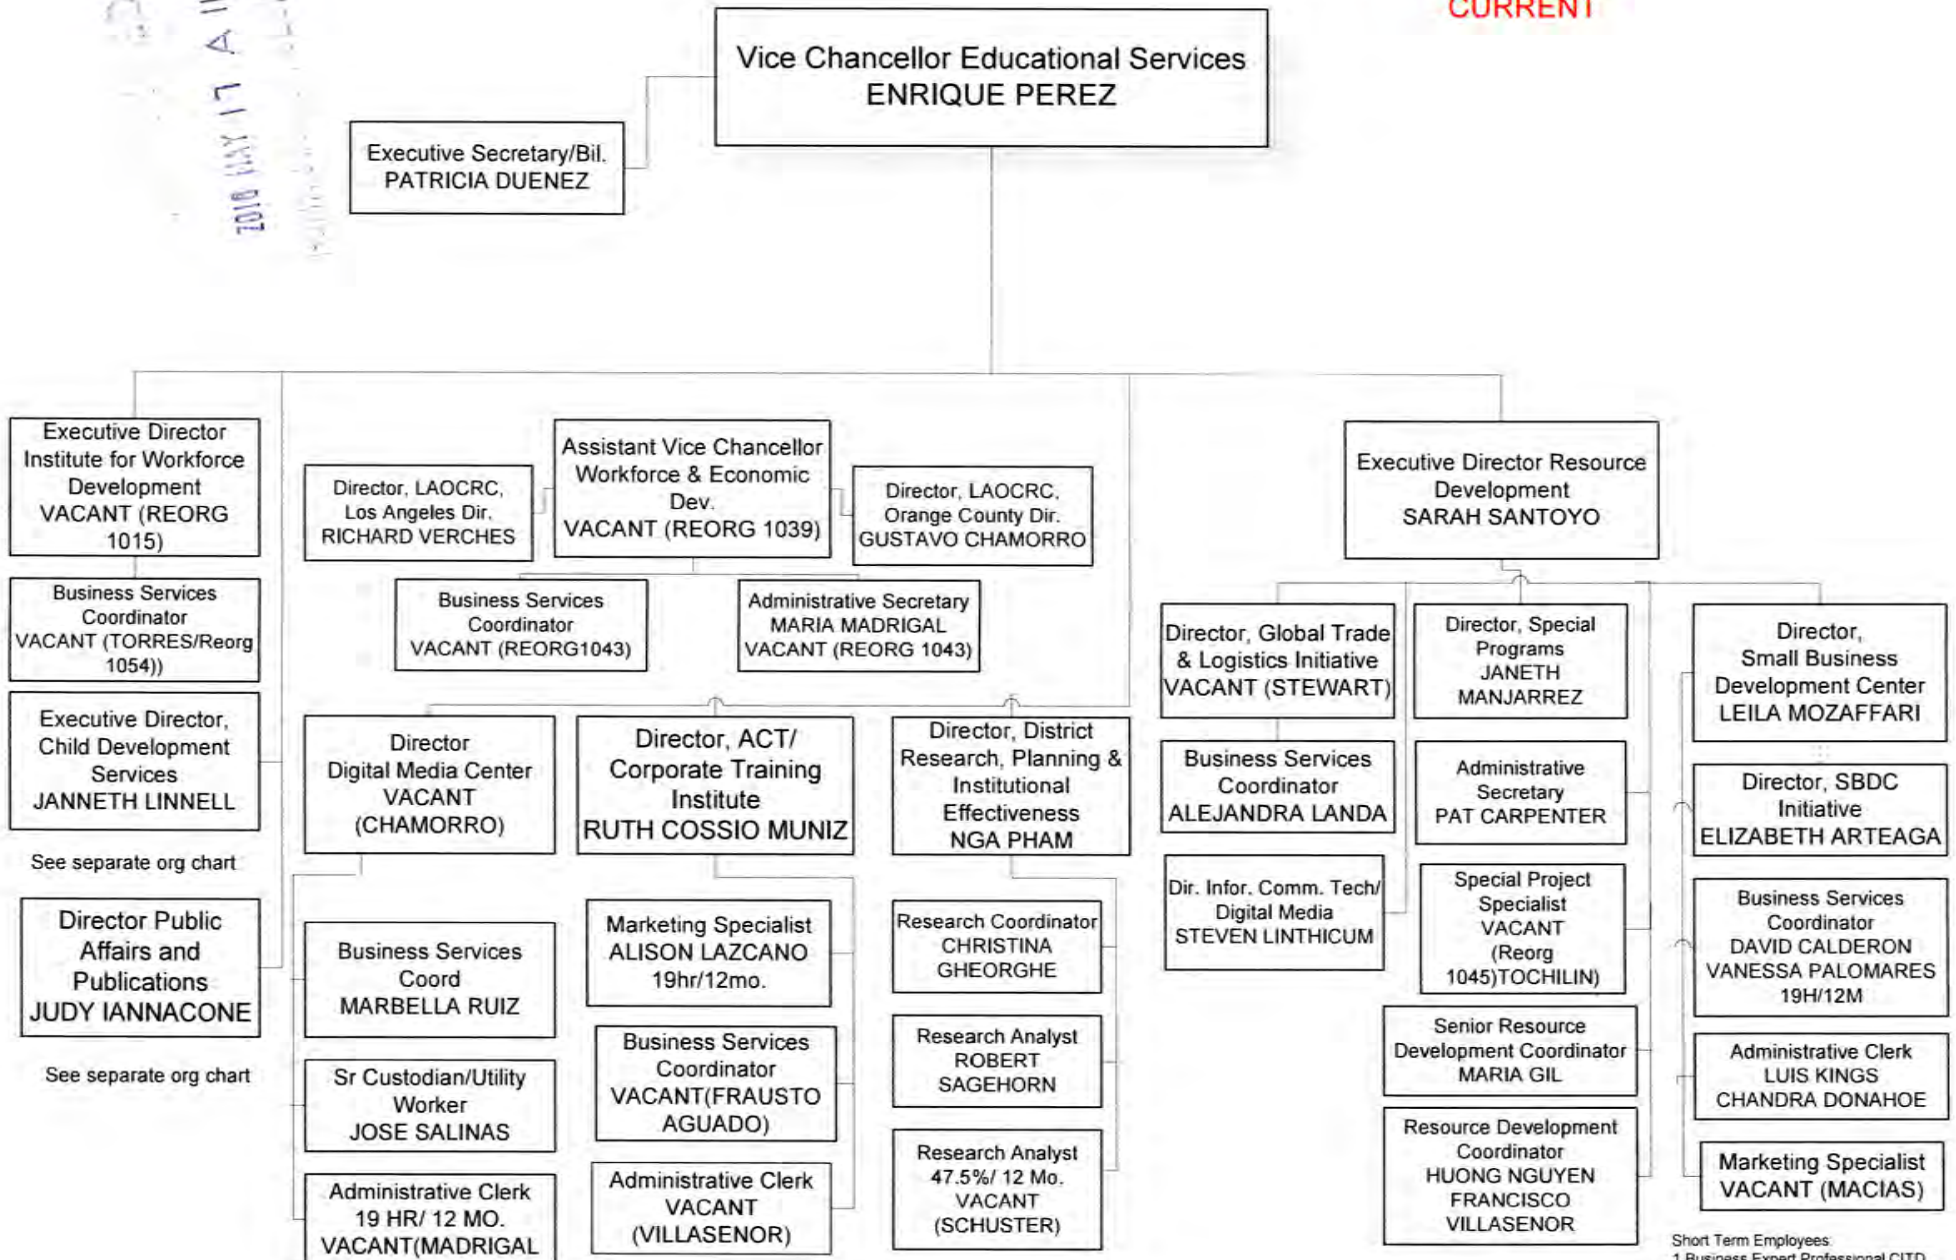 CURRENT
2018 MAY 17 A 11
Vice Chancellor Educational Services
ENRIQUE PEREZ
Executive Secretary/Bil.
PATRICIA DUENEZ
Executive Director
Institute for Workforce
Development
VACANT (REORG
1015)
Business Services
Coordinator
VACANT (TORRES/Reorg
1054))
Executive Director,
Child Development
Services
JANNETH LINNELL
See separate org chart
Director Public
Affairs and
Publications
JUDY IANNACONE
See separate org chart
Director, LAOCRC,
Los Angeles Dir.
RICHARD VERCHES
Assistant Vice Chancellor
Workforce & Economic
Dev.
VACANT (REORG 1039)
Director, LAOCRC,
Orange County Dir.
GUSTAVO CHAMORRO
Business Services
Coordinator
VACANT (REORG1043)
Administrative Secretary
MARIA MADRIGAL
VACANT (REORG 1043)
Director
Digital Media Center
VACANT
(CHAMORRO)
Business Services
Coord
MARBELLA RUIZ
Sr Custodian/Utility
Worker
JOSE SALINAS
Administrative Clerk
19 HR/ 12 MO.
VACANT(MADRIGAL
Director, ACT/
Corporate Training
Institute
RUTH COSSIO MUNIZ
Marketing Specialist
ALISON LAZCANO
19hr/12mo.
Business Services
Coordinator
VACANT(FRAUSTO
AGUADO)
Administrative Clerk
VACANT
(VILLASENOR)
Director, District
Research, Planning &
Institutional
Effectiveness
NGA PHAM
Research Coordinator
CHRISTINA
GHEORGHE
Research Analyst
ROBERT
SAGEHORN
Research Analyst
47.5%/ 12 Mo.
VACANT
(SCHUSTER)
Executive Director Resource
Development
SARAH SANTOYO
Director, Global Trade
& Logistics Initiative
VACANT (STEWART)
Business Services
Coordinator
ALEJANDRA LANDA
Dir. Infor. Comm. Tech/
Digital Media
STEVEN LINTHICUM
Director, Special
Programs
JANETH
MANJARREZ
Administrative
Secretary
PAT CARPENTER
Special Project
Specialist
VACANT
(Reorg
1045)TOCHILIN)
Senior Resource
Development Coordinator
MARIA GIL
Resource Development
Coordinator
HUONG NGUYEN
FRANCISCO
VILLASENOR
Director,
Small Business
Development Center
LEILA MOZAFFARI
Director, SBDC
Initiative
ELIZABETH ARTEAGA
Business Services
Coordinator
DAVID CALDERON
VANESSA PALOMARES
19H/12M
Administrative Clerk
LUIS KINGS
CHANDRA DONAHOE
Marketing Specialist
VACANT (MACIAS)
Short Term Employees:
1 Business Expert Professional CITD